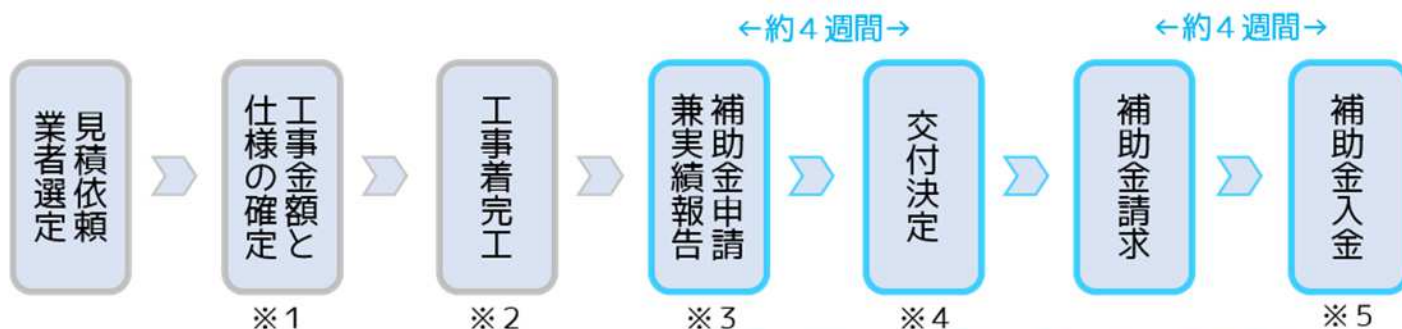 ←約４週間→
←約４週間→
見積依頼
業者選定
工事金額と
仕様の確定
工事着完工
補助金申請
兼実績報告
交付決定
補助金請求
補助金入金
※１
※２
※３
※４
※５